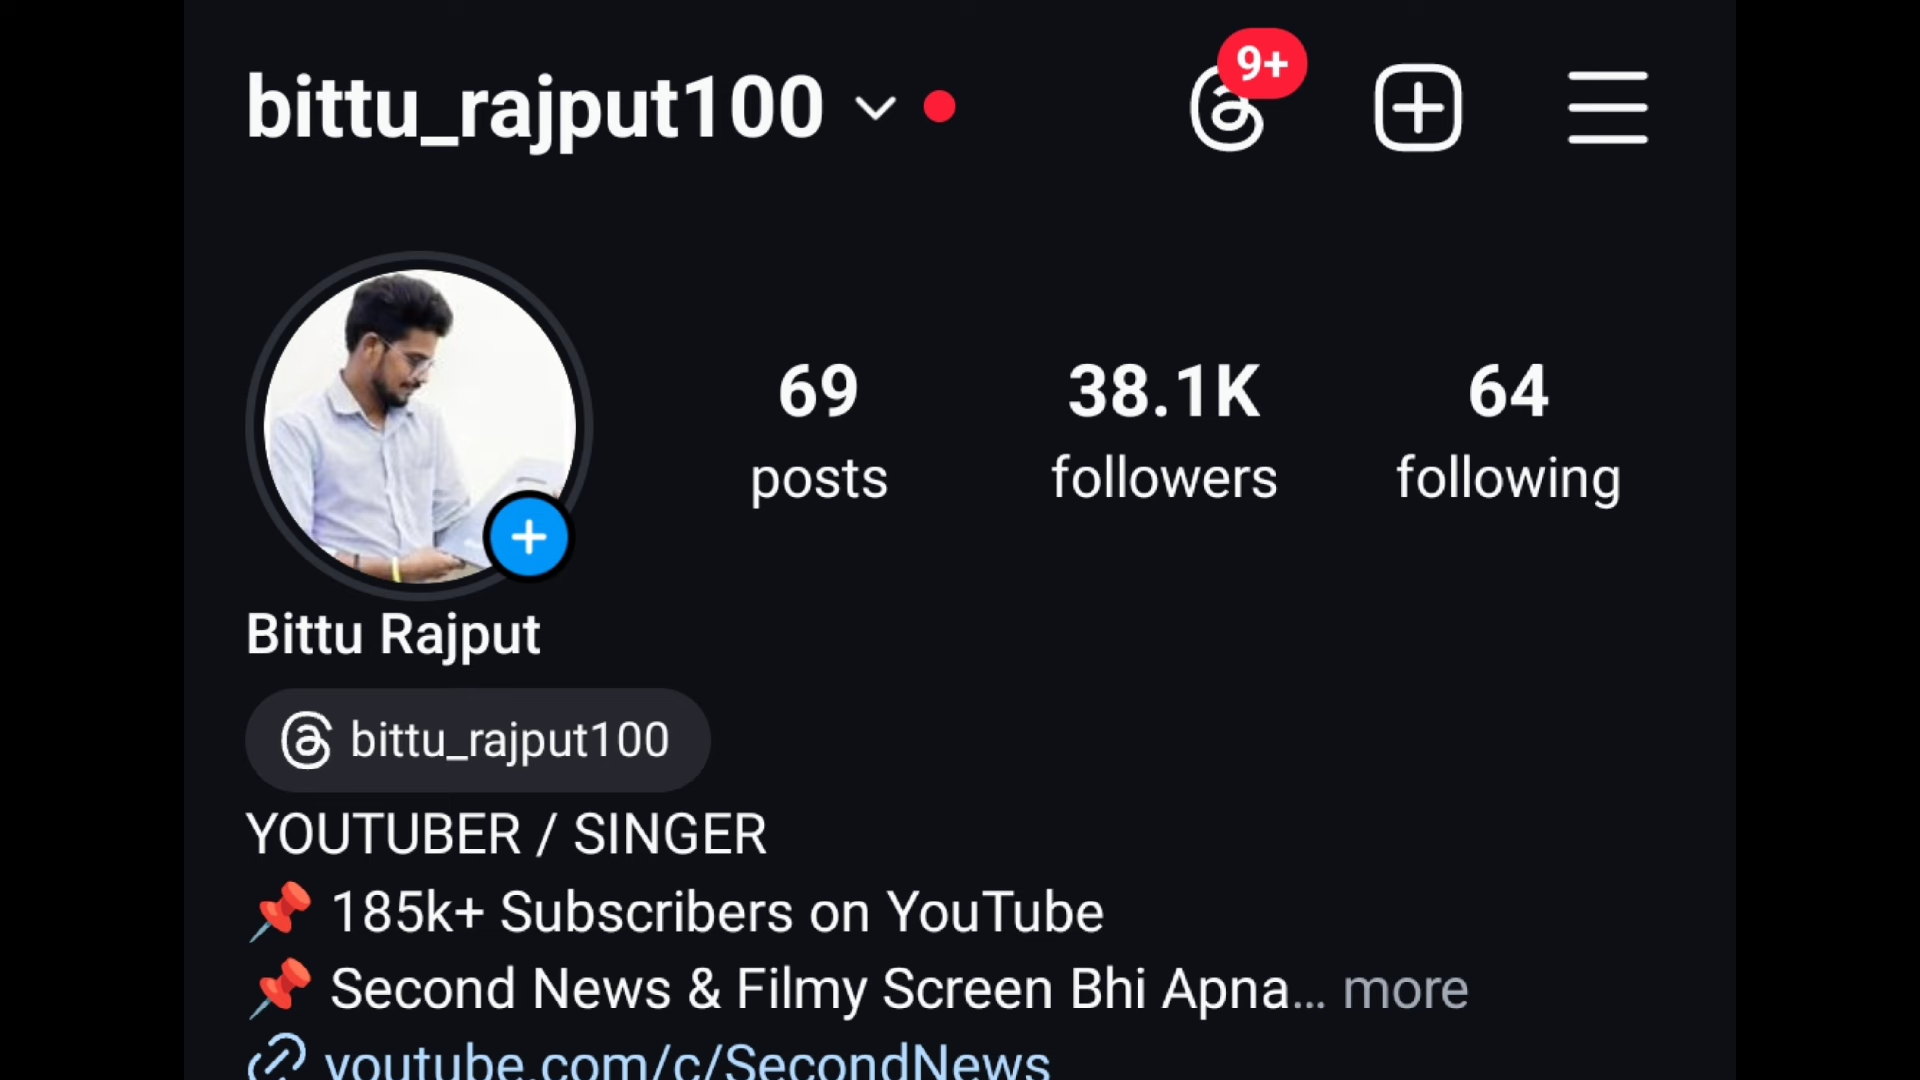 bittu_rajput100
9+
69
posts
38.1K
followers
64
following
Bittu Rajput
bittu_rajput100
YOUTUBER / SINGER
📌 185k+ Subscribers on YouTube
📌 Second News & Filmy Screen Bhi Apna... more
youtube.com/c/SecondNews